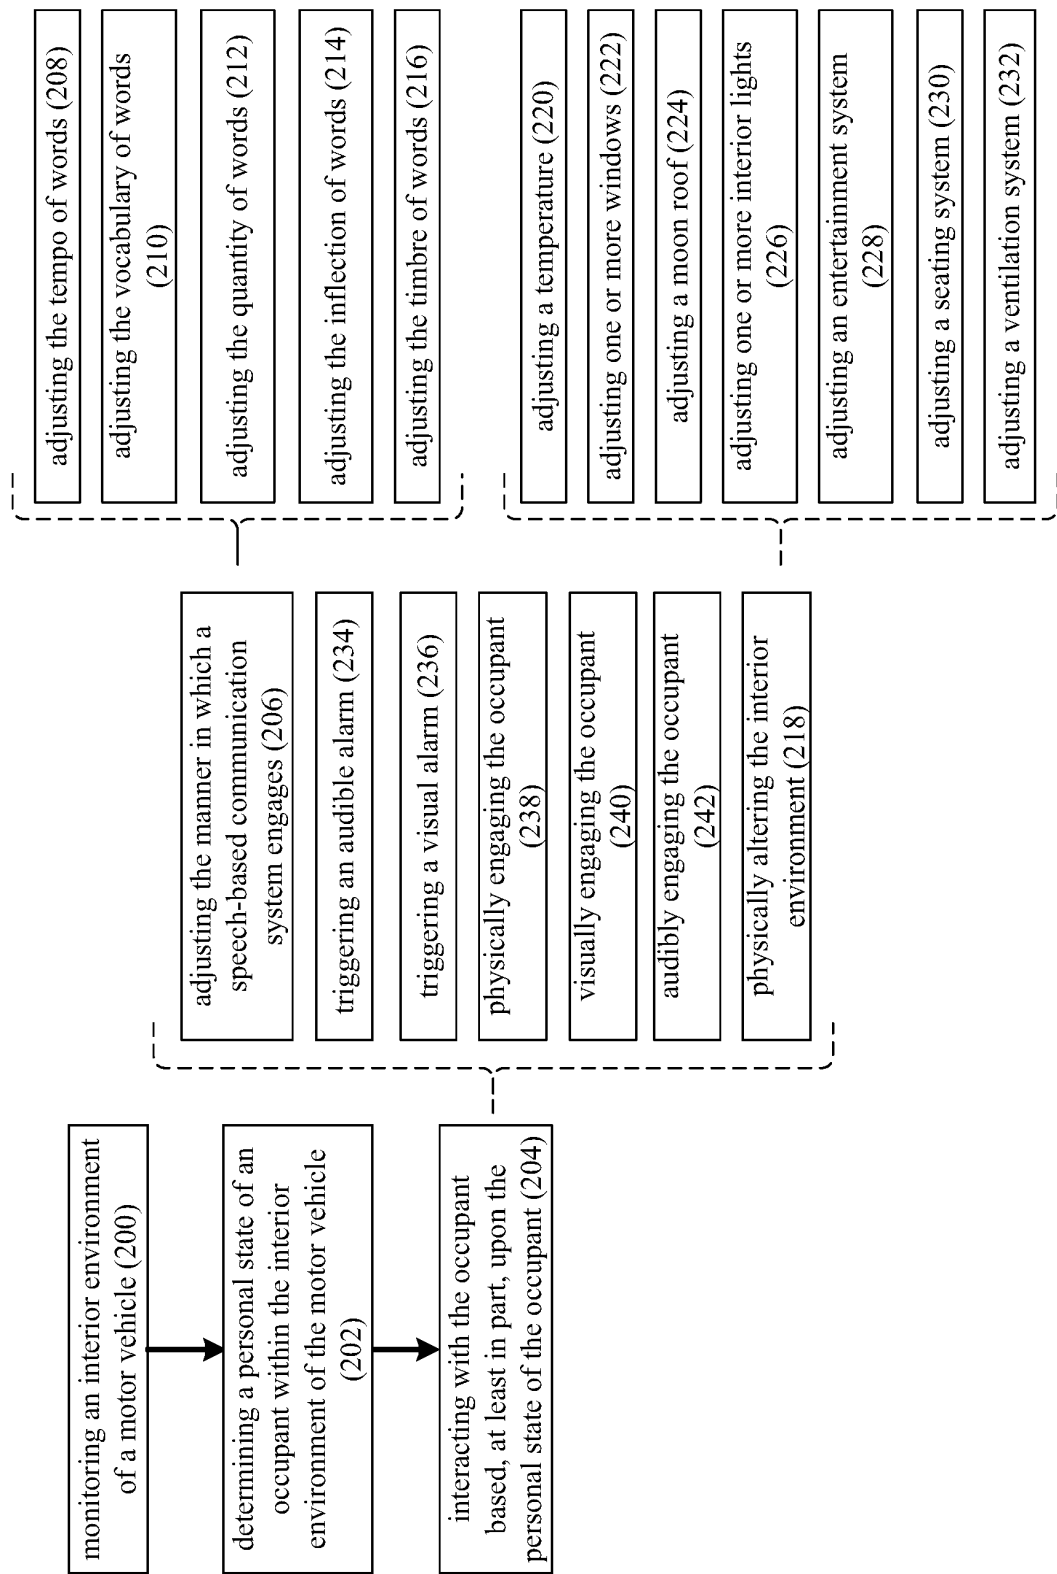 monitoring an interior environment
of a motor vehicle (200)
determining a personal state of an
occupant within the interior
environment of the motor vehicle
(202)
interacting with the occupant
based, at least in part, upon the
personal state of the occupant (204)
adjusting the manner in which a
speech-based communication
system engages (206)
triggering an audible alarm (234)
triggering a visual alarm (236)
physically engaging the occupant
(238)
visually engaging the occupant
(240)
audibly engaging the occupant
(242)
physically altering the interior
environment (218)
adjusting the tempo of words (208)
adjusting the vocabulary of words
(210)
adjusting the quantity of words (212)
adjusting the inflection of words (214)
adjusting the timbre of words (216)
adjusting a temperature (220)
adjusting one or more windows (222)
adjusting a moon roof (224)
adjusting one or more interior lights
(226)
adjusting an entertainment system
(228)
adjusting a seating system (230)
adjusting a ventilation system (232)